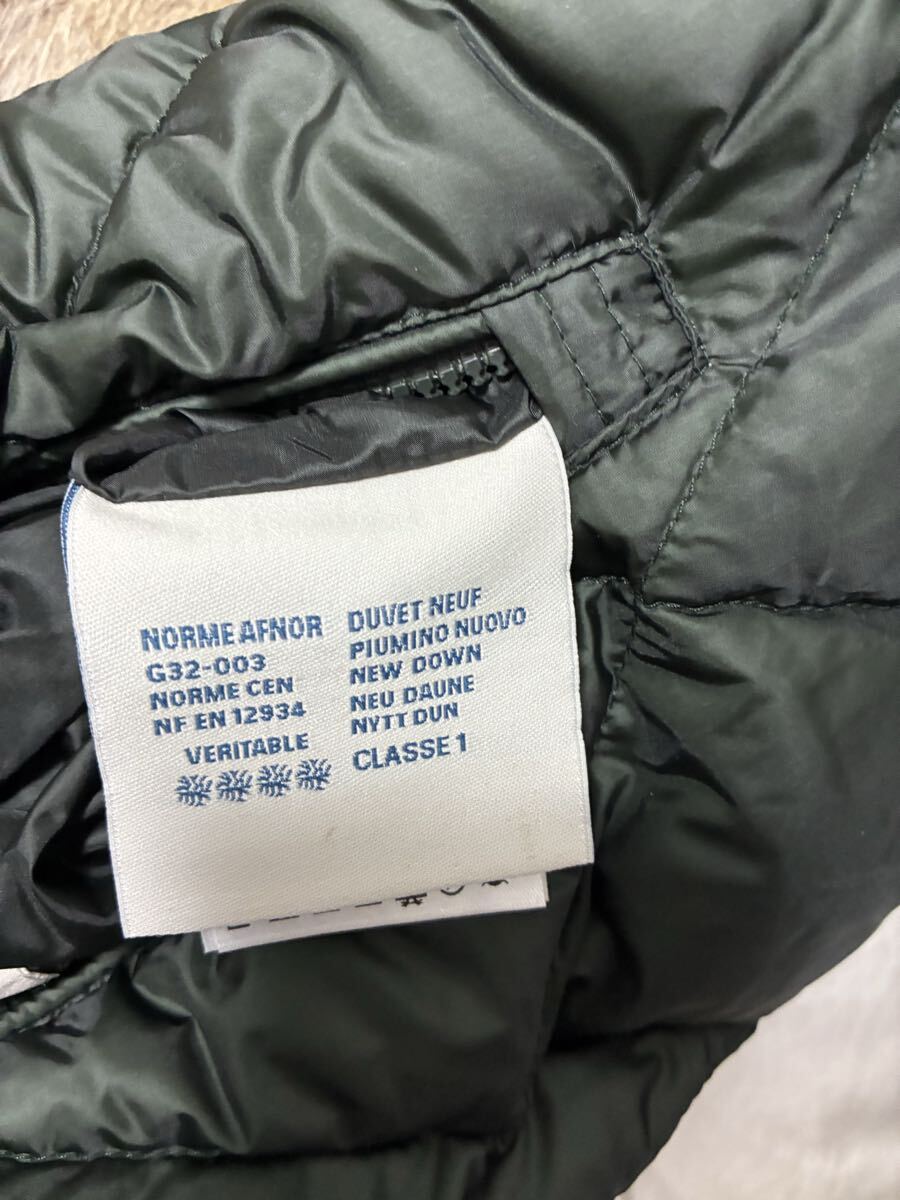 NORME AFNOR
G32-003
NORME CEN
NF EN 12934
VERITABLE
DUVET NEUF
PIUMINO NUOVO
NEW DOWN
NEU DAUNE
NYTT DUN
CLASSE 1